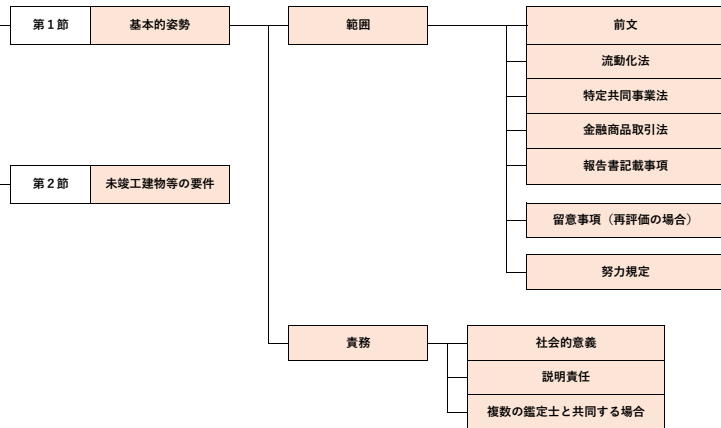 第１節
基本的姿勢
範囲
前文
流動化法
特定共同事業法
金融商品取引法
報告書記載事項
第２節
未竣工建物等の要件
留意事項（再評価の場合）
努力規定
責務
社会的意義
説明責任
複数の鑑定士と共同する場合